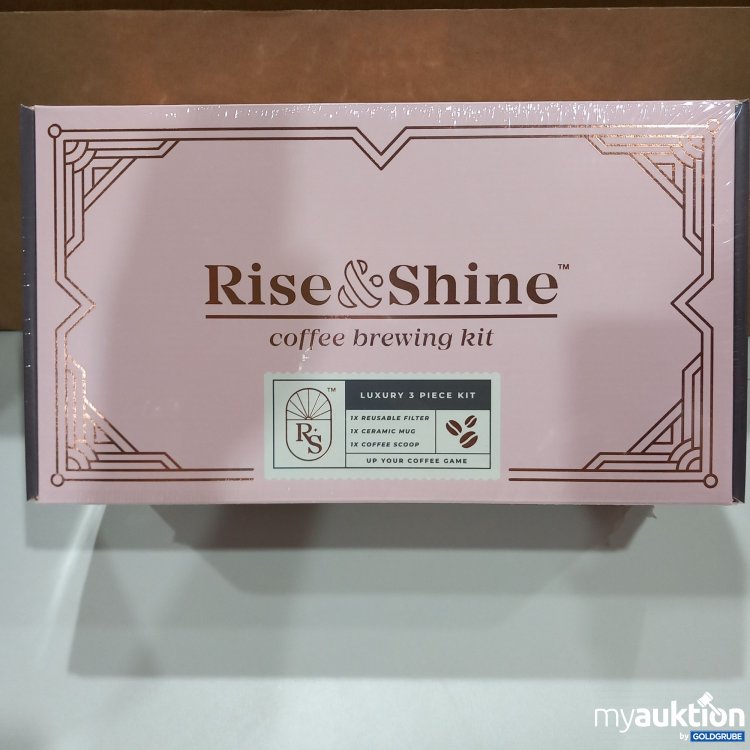 Rise&Shine™
coffee brewing kit
™
R&S
LUXURY 3 PIECE KIT
1X REUSABLE FILTER
1X CERAMIC MUG
1X COFFEE SCOOP
UP YOUR COFFEE GAME
myauktion
by GOLDGRUBE